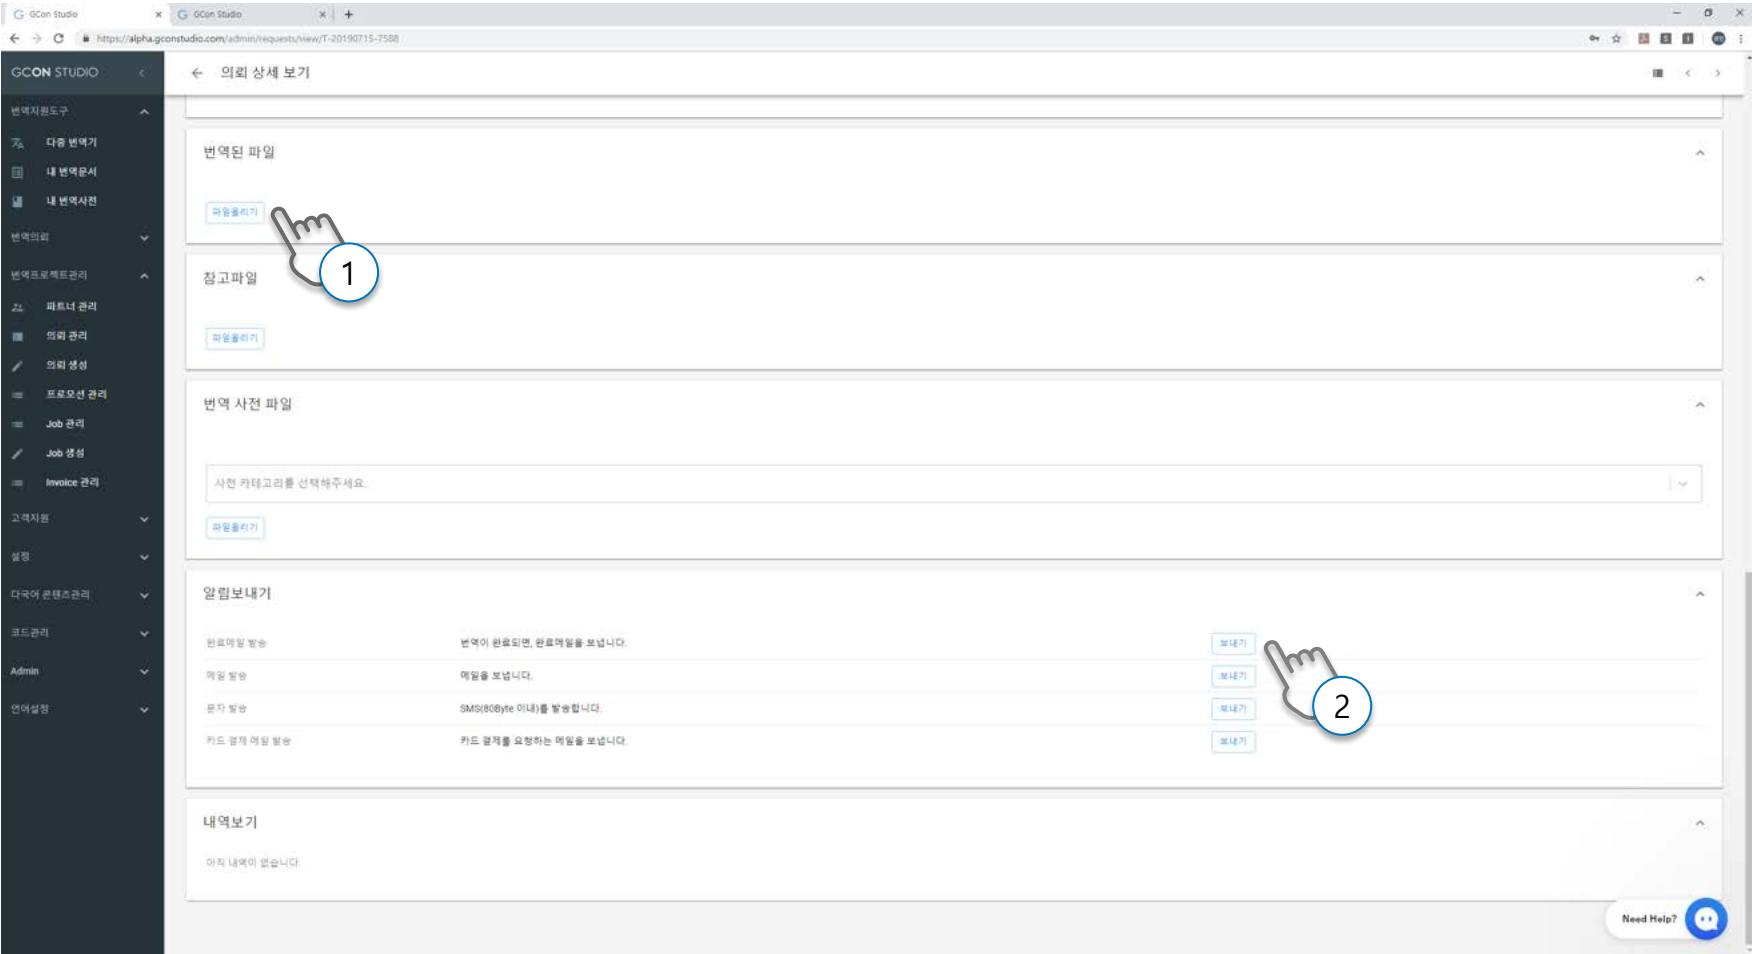 GCon Studio
GCon Studio
https://alpha.gconstudio.com/admin/requests/view/T-20190715-7588
GCON STUDIO
의뢰 상세 보기
번역지원도구
다중 번역기
내 번역문서
내 번역사전
번역의뢰
번역프로젝트관리
파트너 관리
의뢰 관리
의뢰 생성
프로모션 관리
Job 관리
Job 생성
Invoice 관리
고객지원
설정
다국어 콘텐츠관리
코드관리
Admin
언어설정
번역된 파일
파일올리기
1
참고파일
파일올리기
번역 사전 파일
사전 카테고리를 선택해주세요.
파일올리기
알림보내기
완료메일 발송
번역이 완료되면, 완료메일을 보냅니다.
보내기
메일 발송
메일을 보냅니다.
보내기
2
문자 발송
SMS(80Byte 이내)를 발송합니다.
보내기
카드 결제 메일 발송
카드 결제를 요청하는 메일을 보냅니다.
보내기
내역보기
아직 내역이 없습니다.
Need Help?